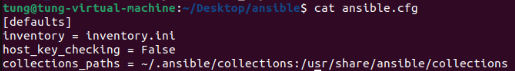 tung@tung-virtual-machine:~/Desktop/ansible$ cat ansible.cfg
[defaults]
inventory = inventory.ini
host_key_checking = False
collections_paths = ~/.ansible/collections:/usr/share/ansible/collections